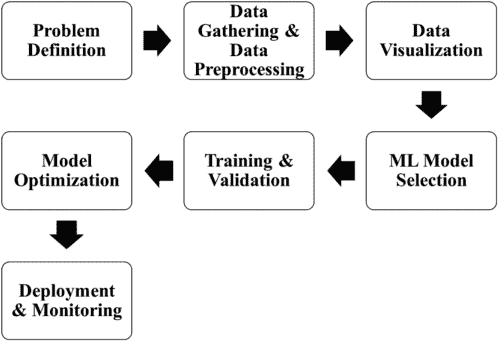 Problem
Definition
Data
Gathering &
Data
Preprocessing
Data
Visualization
ML Model
Selection
Training &
Validation
Model
Optimization
Deployment
& Monitoring